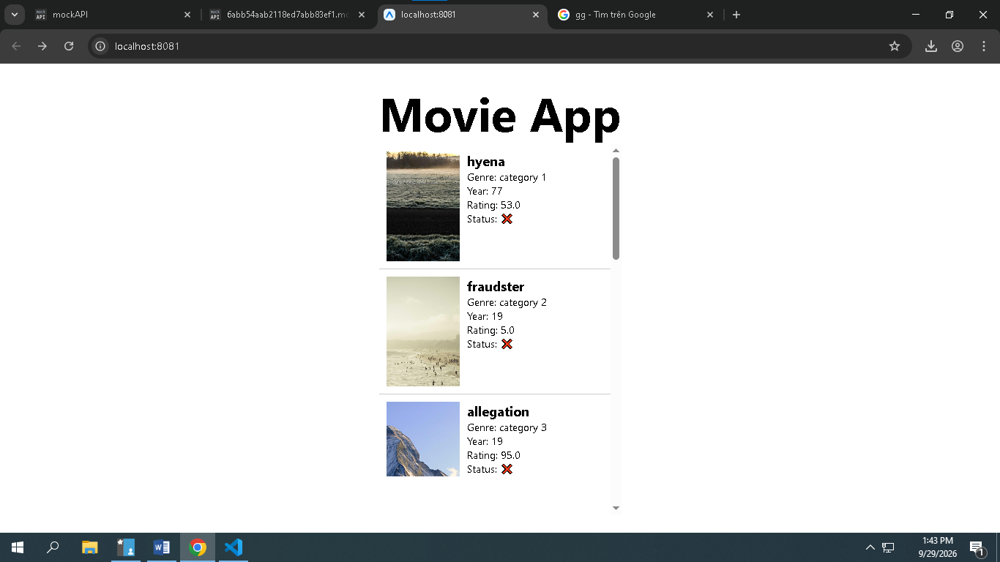 mockAPI
6abb54aab2118ed7abb83ef1.mo
localhost:8081
gg - Tìm trên Google
localhost:8081
Movie App
hyena
Genre: category 1
Year: 77
Rating: 53.0
Status: ❌
fraudster
Genre: category 2
Year: 19
Rating: 5.0
Status: ❌
allegation
Genre: category 3
Year: 19
Rating: 95.0
Status: ❌
1:43 PM
9/29/2026
1